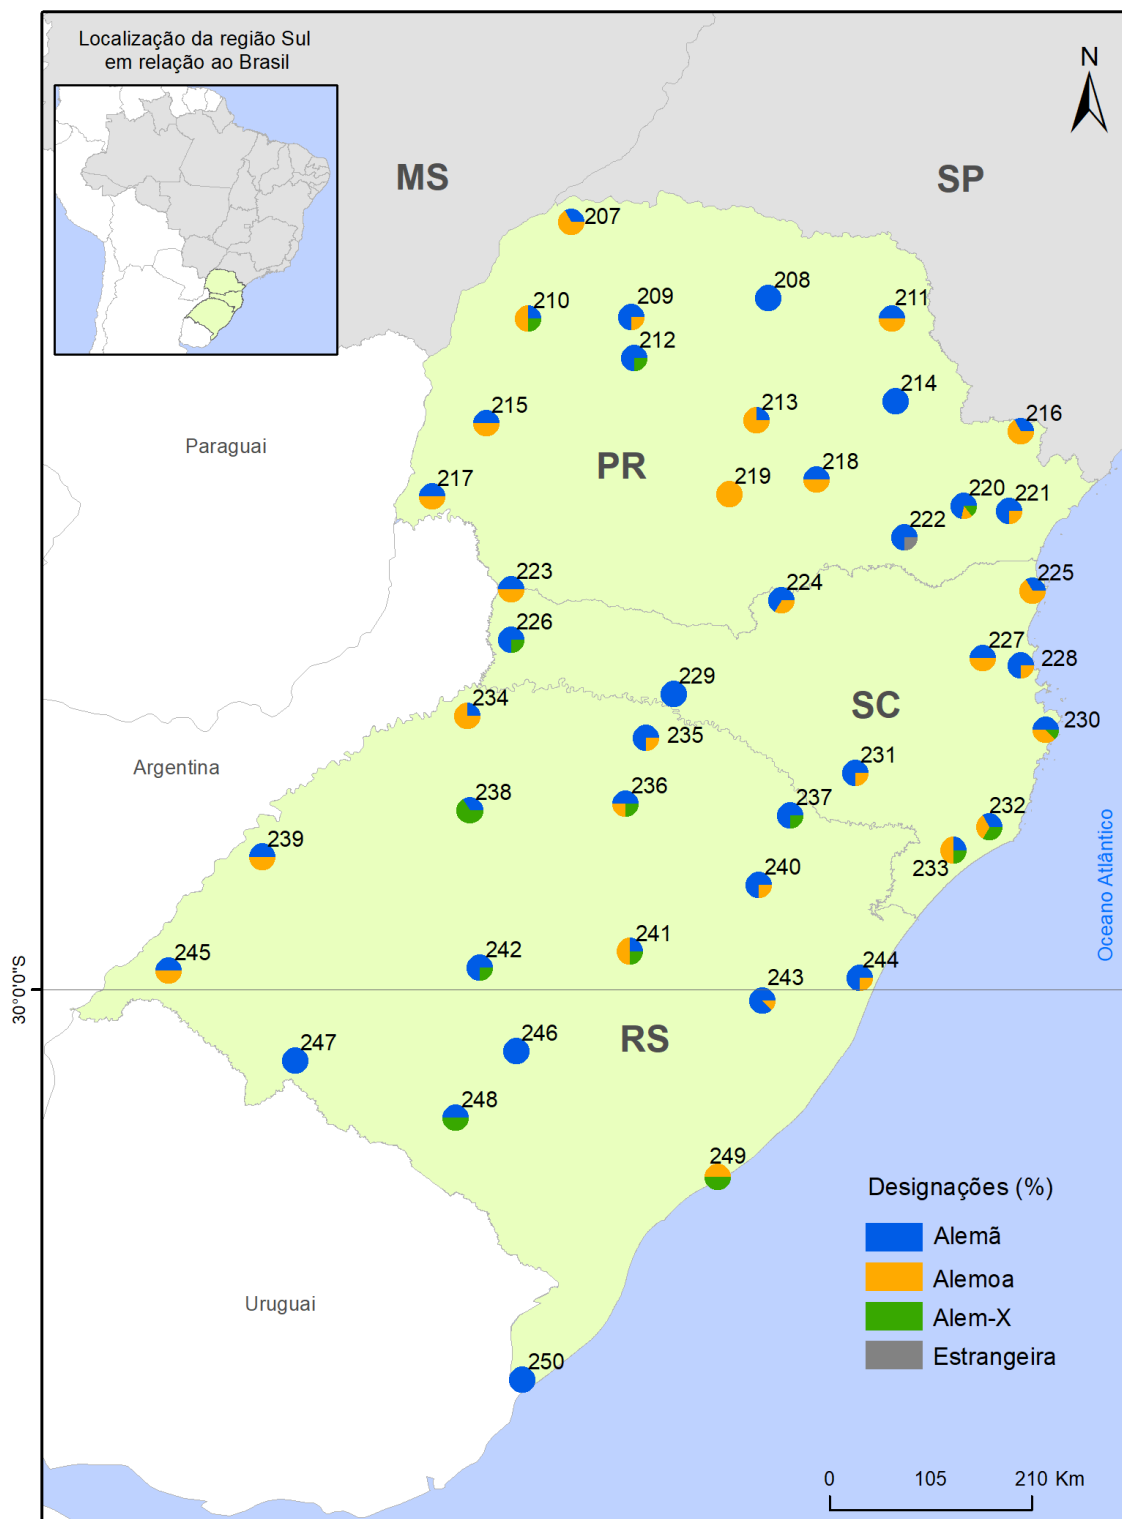 Localização da região Sul
em relação ao Brasil
N
MS
SP
207
208
209
210
211
212
213
214
215
216
Paraguai
PR
217
218
219
220
221
222
223
224
225
226
227
228
229
SC
230
234
235
231
Argentina
236
237
238
232
239
233
240
Oceano Atlântico
241
242
243
244
245
30°0'0"S
RS
246
247
248
249
Designações (%)
Alemã
Alemoa
Alem-X
Estrangeira
Uruguai
250
0 105 210 Km